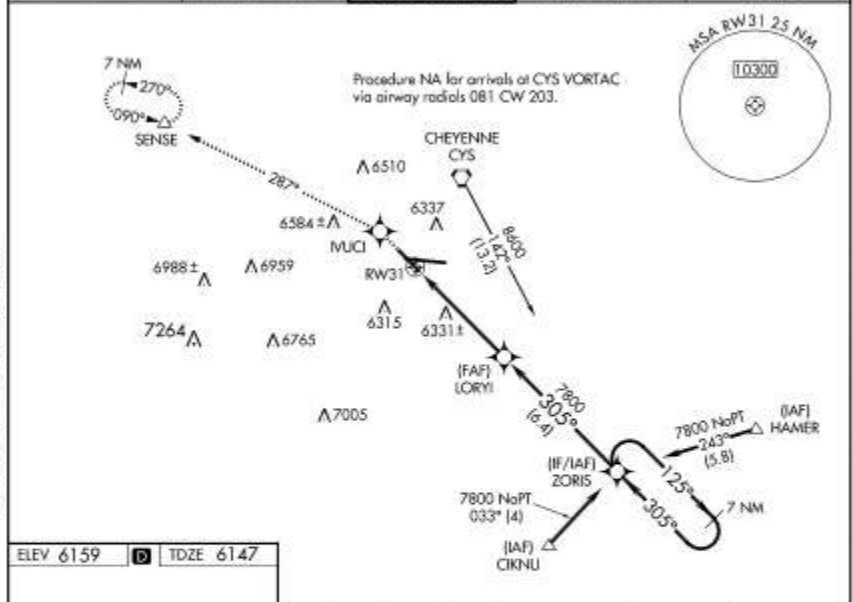 MSA RW31 25 NM
10300
7 NM
270°
090°
SENSE
Procedure NA for arrivals at CYS VORTAC
via airway radials 081 CW 203.
CHEYENNE
CYS
6510
287°
6584±
6337
IVUCI
8600
142°
(13.2)
6988±
6959
RW31
7264
6765
6315
6331±
(FAF)
LORYI
7005
7800
305°
(6.4)
7800 NoPT
243°
(5.8)
(IAF)
HAMER
(IF/IAF)
ZORIS
125°
305°
7 NM
7800 NoPT
033° (4)
(IAF)
CIKNU
ELEV 6159 D TDZE 6147